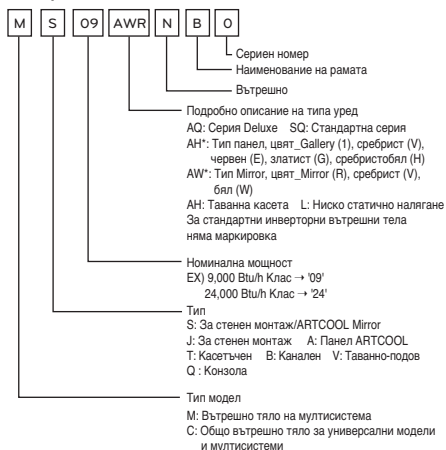 M S 09 AWR N B 0
Сериен номер
Наименование на рамата
Вътрешно
Подробно описание на типа уред
AQ: Серия Deluxe SQ: Стандартна серия
AH*: Тип панел, цвят_Gallery (1), сребрист (V),
червен (E), златист (G), сребристобял (H)
AW*: Тип Mirror, цвят_Mirror (R), сребрист (V),
бял (W)
AH: Таванна касета L: Ниско статично налягане
За стандартни инверторни вътрешни тела
няма маркировка
Номинална мощност
EX) 9,000 Btu/h Клас → '09'
24,000 Btu/h Клас → '24'
Тип
S: За стенен монтаж/ARTCOOL Mirror
J: За стенен монтаж A: Панел ARTCOOL
T: Касетъчен B: Канален V: Таванно-подов
Q : Конзола
Тип модел
M: Вътрешно тяло на мултисистема
C: Общо вътрешно тяло за универсални модели
и мултисистеми